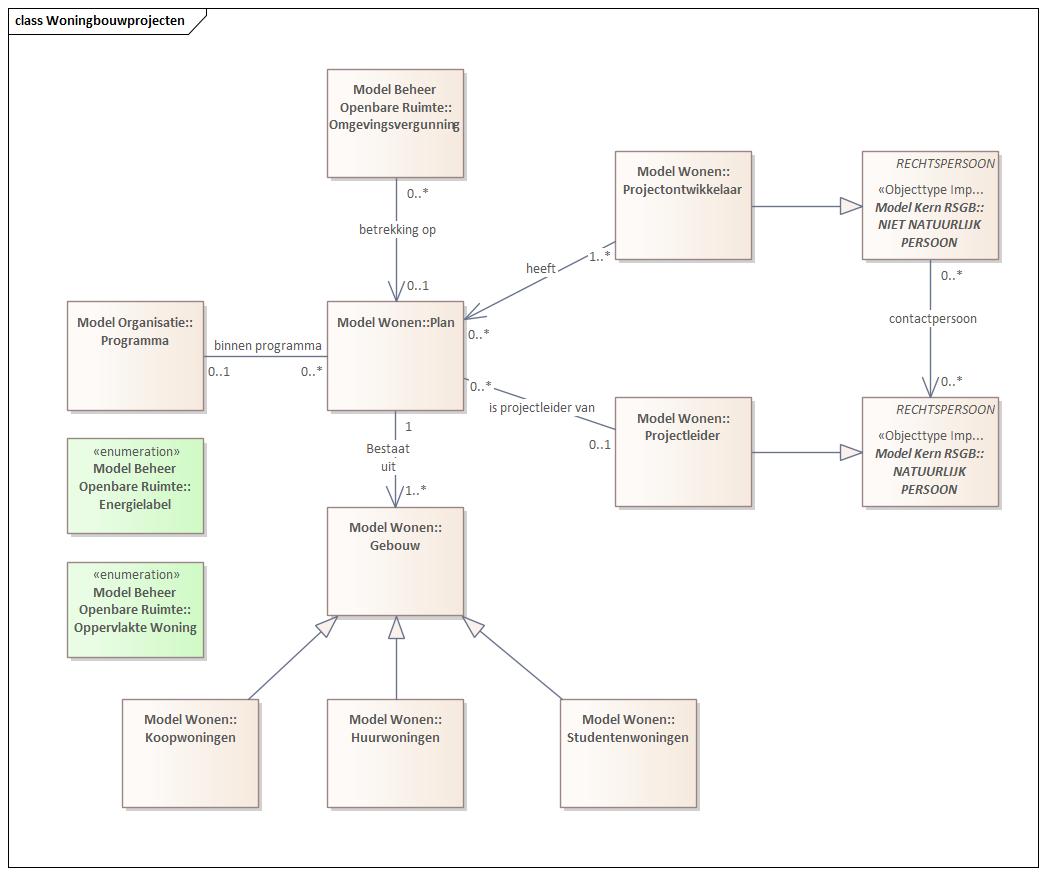 class Woningbouwprojecten
Model Beheer
Openbare Ruimte::
Omgevingsvergunning
0..*
betrekking op
0..1
Model Wonen::
Projectontwikkelaar
RECHTSPERSOON
«Objecttype Imp...
Model Kern RSGB::
NIET NATUURLIJK
PERSOON
1..*
heeft
0..*
0..*
contactpersoon
0..*
Model Organisatie::
Programma
binnen programma
0..1
0..*
Model Wonen::Plan
0..*
is projectleider van
0..1
Model Wonen::
Projectleider
RECHTSPERSOON
«Objecttype Imp...
Model Kern RSGB::
NATUURLIJK
PERSOON
1
Bestaat
uit
1..*
«enumeration»
Model Beheer
Openbare Ruimte::
Energielabel
Model Wonen::
Gebouw
«enumeration»
Model Beheer
Openbare Ruimte::
Oppervlakte Woning
Model Wonen::
Koopwoningen
Model Wonen::
Huurwoningen
Model Wonen::
Studentenwoningen